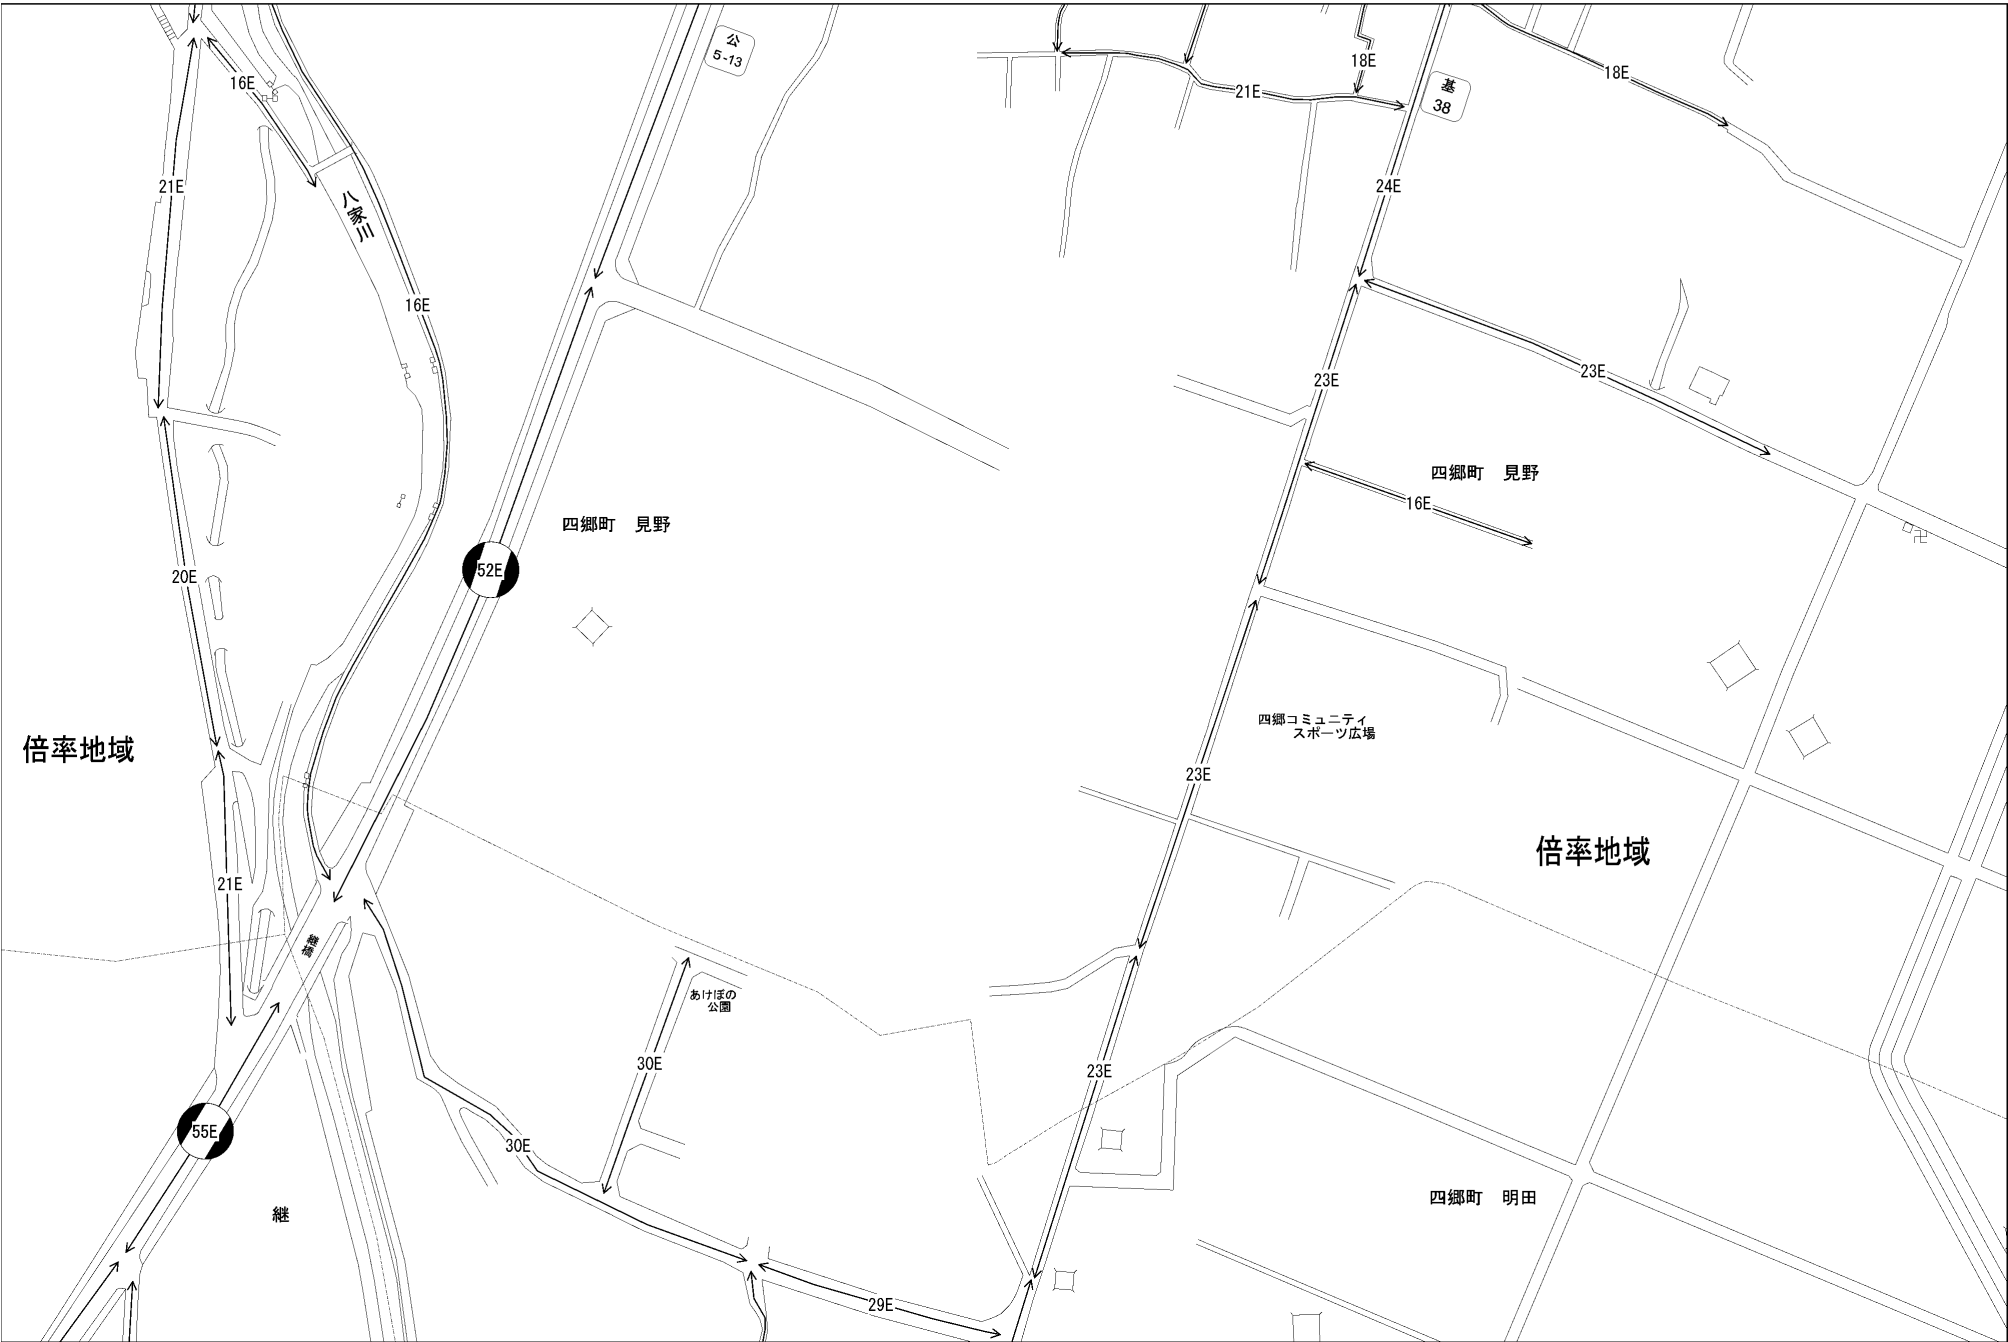 公
5-13
18E
16E
18E
基
38
21E
21E
24E
八家川
16E
23E
23E
四郷町 見野
16E
四郷町 見野
52E
20E
四郷コミュニティ
スポーツ広場
倍率地域
23E
倍率地域
21E
継橋
あけぼの
公園
30E
23E
55E
30E
四郷町 明田
継
29E